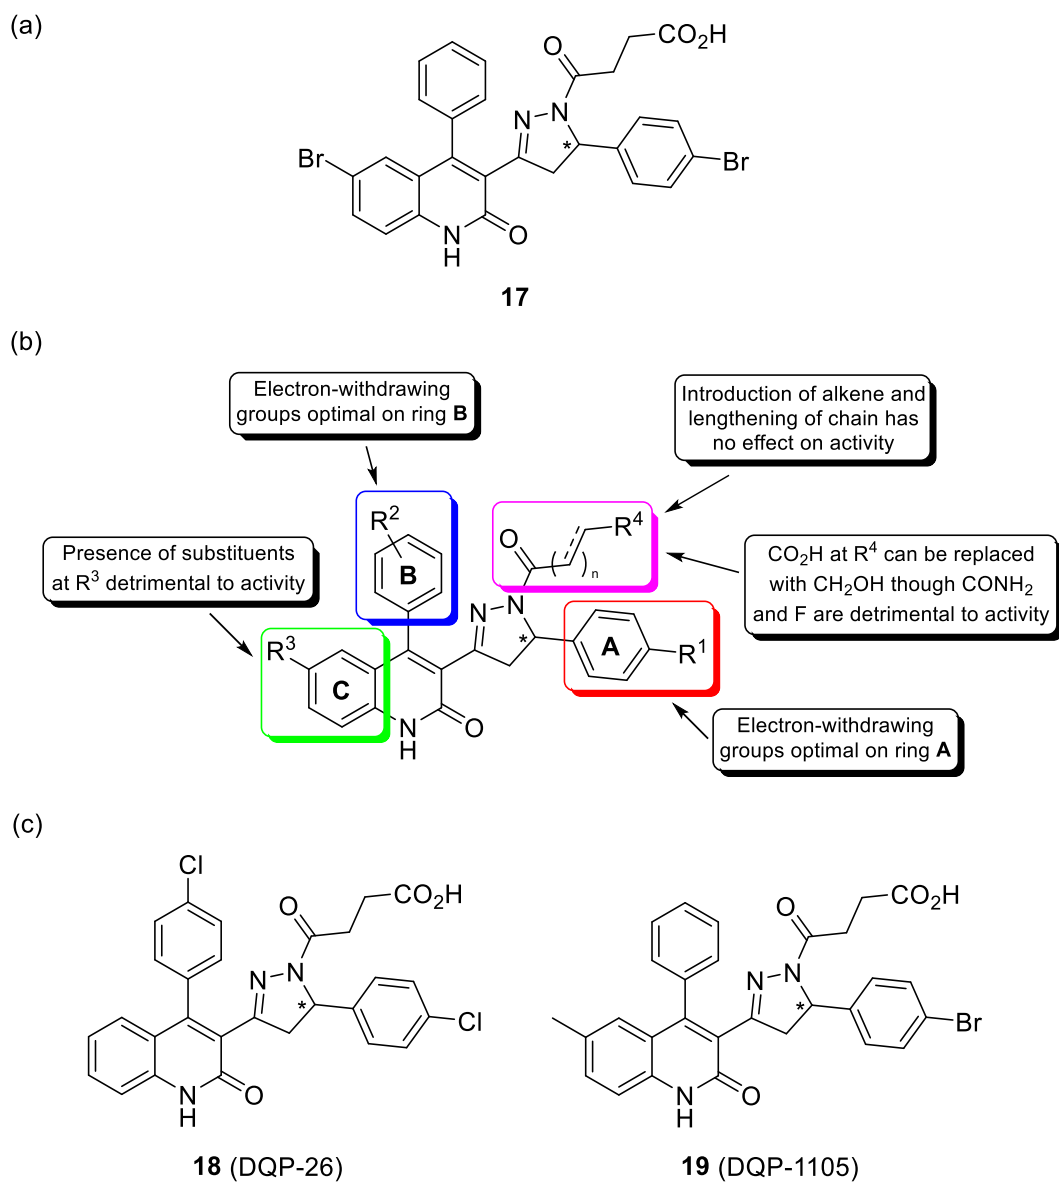 (a)
CO₂H
O
N
N
*
Br
Br
N
H
O
17
(b)
Electron-withdrawing
groups optimal on ring B
Introduction of alkene and
lengthening of chain has
no effect on activity
Presence of substituents
at R³ detrimental to activity
R²
B
R⁴
O
n
CO₂H at R⁴ can be replaced
with CH₂OH though CONH₂
and F are detrimental to activity
N
N
*
A
R¹
R³
C
N
H
O
Electron-withdrawing
groups optimal on ring A
(c)
Cl
CO₂H
O
N
N
*
Cl
N
H
O
18 (DQP-26)
CO₂H
O
N
N
*
Br
N
H
O
19 (DQP-1105)